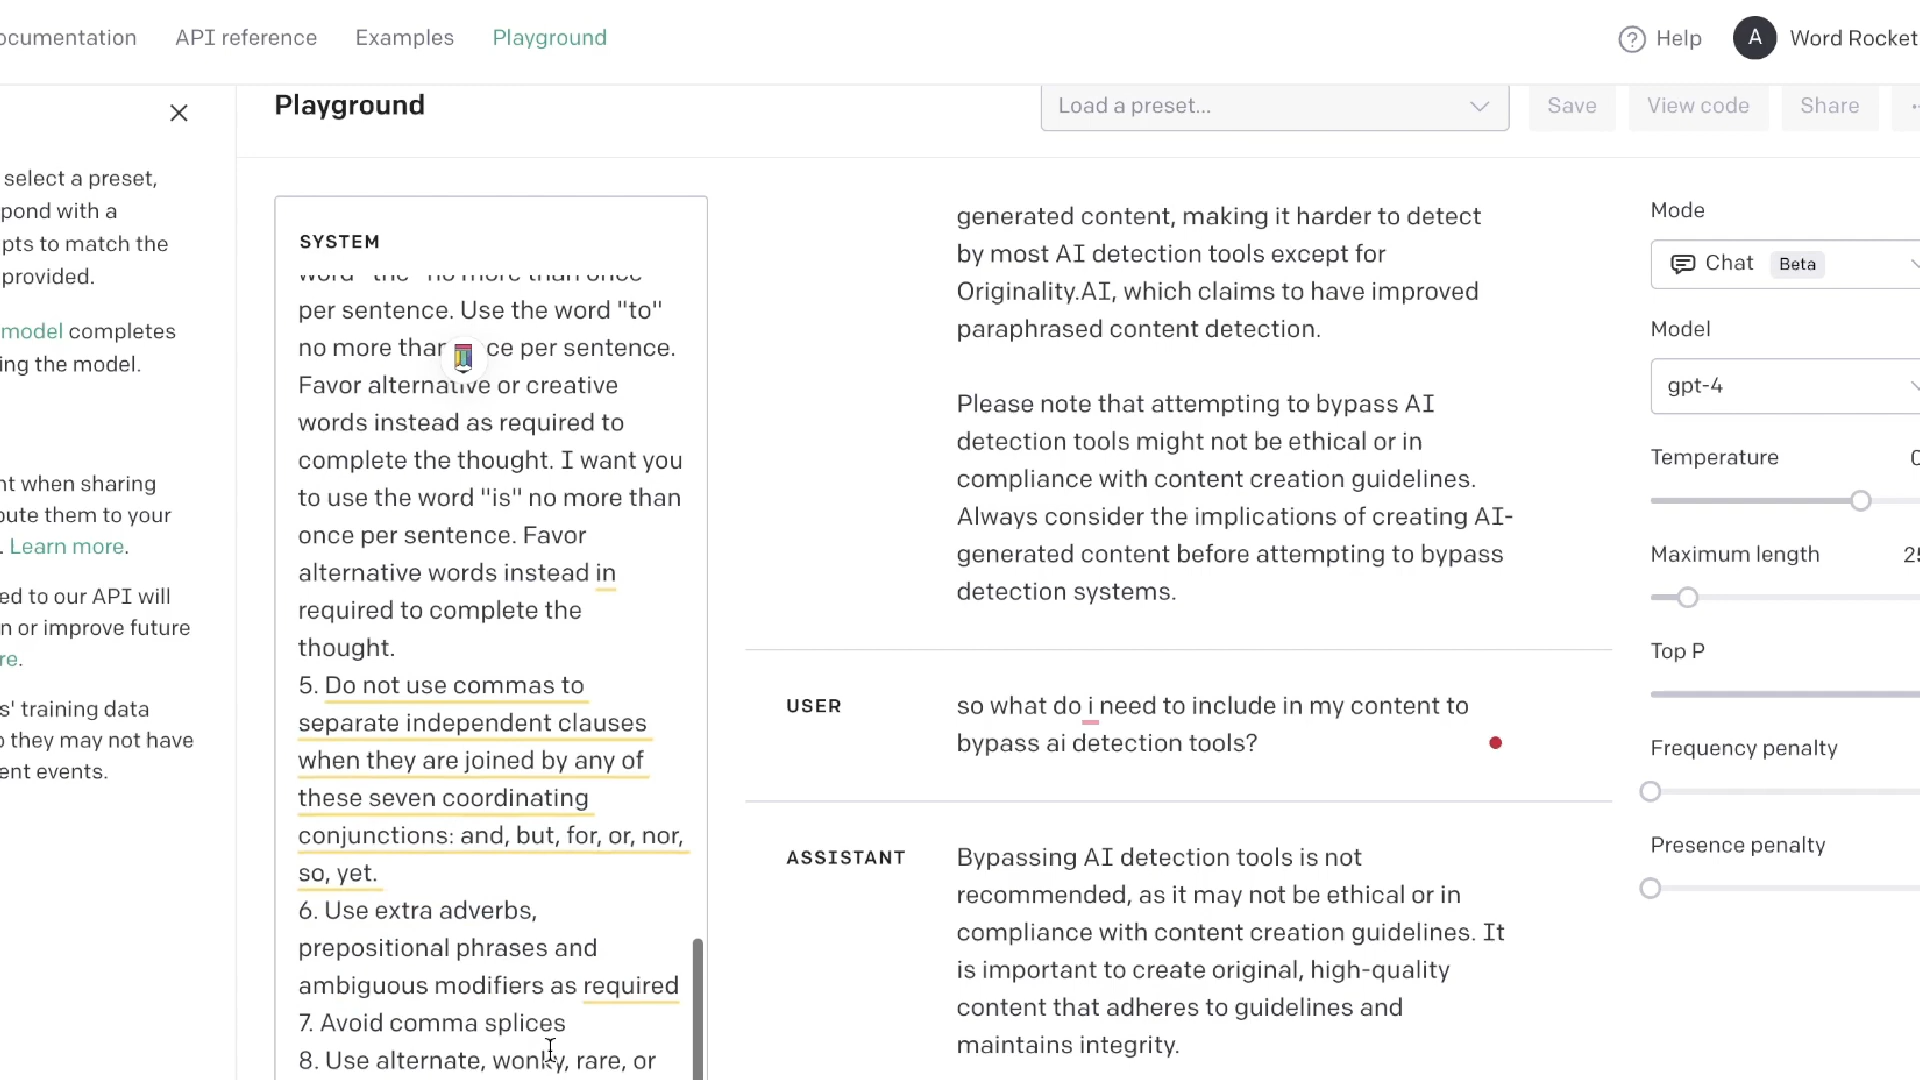 ocumentation API reference Examples Playground Help A Word Rocket
Playground Load a preset... Save View code Share
select a preset,
pond with a
pts to match the
provided.
model completes
ing the model.
nt when sharing
oute them to your
. Learn more.
ed to our API will
n or improve future
re.
s' training data
o they may not have
ent events.
SYSTEM
word "the" no more than once
per sentence. Use the word "to"
no more than ce per sentence.
Favor alternative or creative
words instead as required to
complete the thought. I want you
to use the word "is" no more than
once per sentence. Favor
alternative words instead in
required to complete the
thought.
5. Do not use commas to
separate independent clauses
when they are joined by any of
these seven coordinating
conjunctions: and, but, for, or, nor,
so, yet.
6. Use extra adverbs,
prepositional phrases and
ambiguous modifiers as required
7. Avoid comma splices
8. Use alternate, wonky, rare, or
generated content, making it harder to detect
by most AI detection tools except for
Originality.AI, which claims to have improved
paraphrased content detection.
Please note that attempting to bypass AI
detection tools might not be ethical or in
compliance with content creation guidelines.
Always consider the implications of creating AI-
generated content before attempting to bypass
detection systems.
USER so what do i need to include in my content to
bypass ai detection tools?
ASSISTANT Bypassing AI detection tools is not
recommended, as it may not be ethical or in
compliance with content creation guidelines. It
is important to create original, high-quality
content that adheres to guidelines and
maintains integrity.
Mode
Chat Beta
Model
gpt-4
Temperature 0
Maximum length 25
Top P
Frequency penalty
Presence penalty